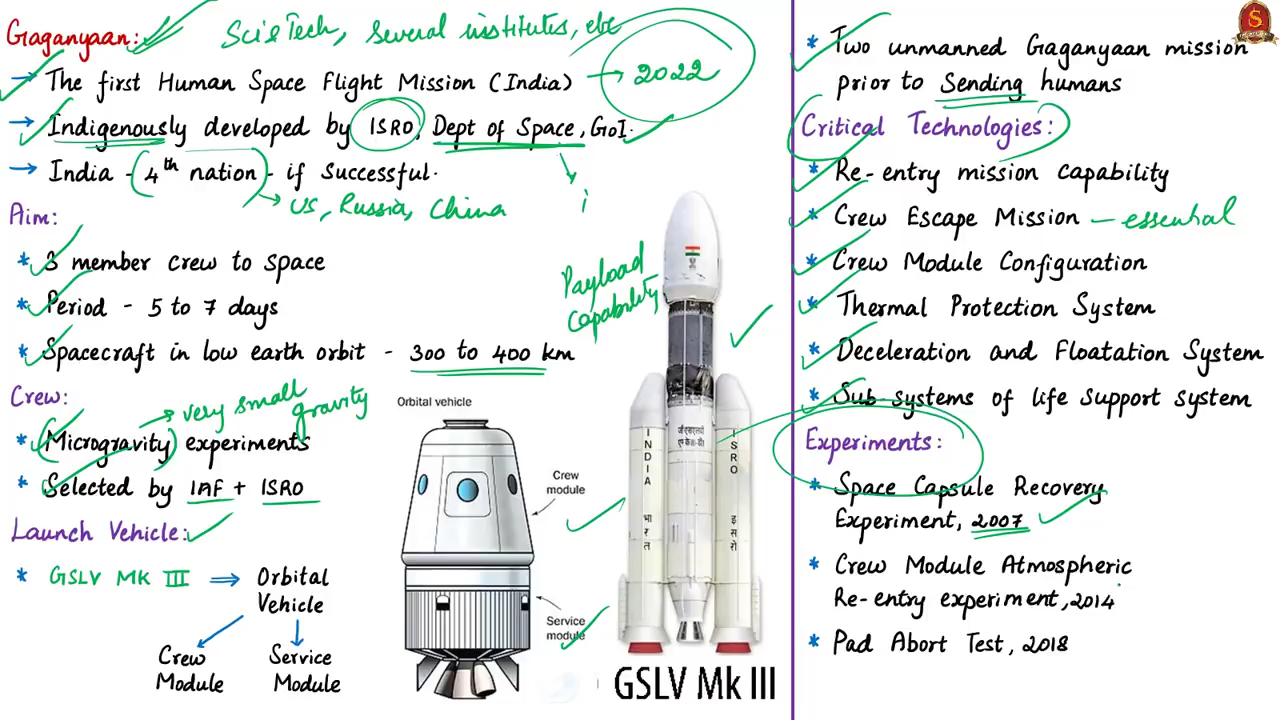 Gaganyaan:
Sci&Tech, several institutes, etc
→ The first Human Space Flight Mission (India) → 2022
→ Indigenously developed by ISRO, Dept of Space, GoI.
→ India - 4th nation - if Successful.
→ US, Russia, China
i
Aim:
* 3 member crew to space
* Period - 5 to 7 days
* Spacecraft in low earth orbit - 300 to 400 km
Crew:
→ very small
gravity
* (Microgravity) experiments
* Selected by IAF + ISRO
Launch Vehicle:
* GSLV MK III ⇒ Orbital
Vehicle
Crew
Module
Service
Module
Orbital vehicle
Crew
module
Service
module
Payload
capability
INDIA
भारत
ISRO
इसरो
GSLV Mk III
* Two unmanned Gaganyaan mission
prior to Sending humans
Critical Technologies:
* Re-entry mission capability
* Crew Escape Mission - essential
* Crew Module Configuration
* Thermal Protection System
* Deceleration and Floatation System
* Sub systems of life Support system
Experiments:
* Space Capsule Recovery
Experiment, 2007
* Crew Module Atmospheric
Re-entry experiment, 2014
* Pad Abort Test, 2018
S